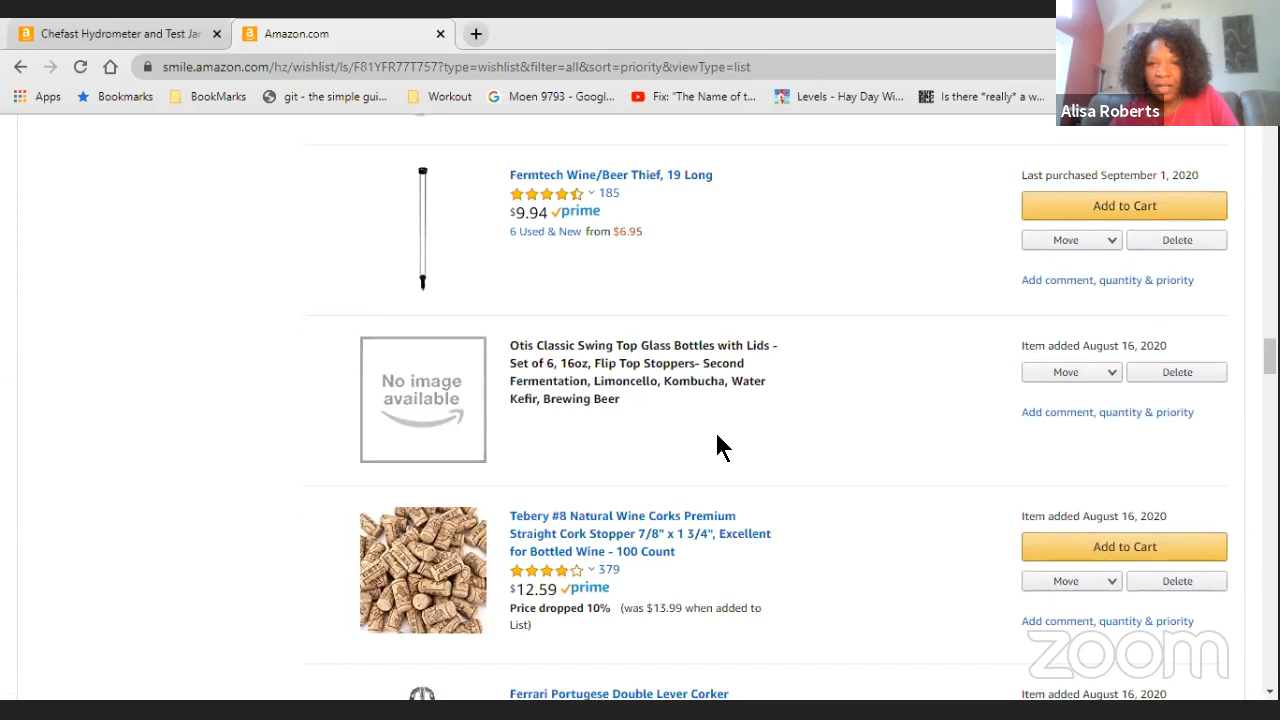 Chefast Hydrometer and Test Jar
Amazon.com
smile.amazon.com/hz/wishlist/ls/F81YFR77T757?type=wishlist&filter=all&sort=priority&viewType=list
Apps
Bookmarks
BookMarks
git - the simple gui...
Workout
Moen 9793 - Googl...
Fix: "The Name of t...
Levels - Hay Day Wi...
Is there *really* a w...
Alisa Roberts
Fermtech Wine/Beer Thief, 19 Long
185
$9.94 prime
6 Used & New from $6.95
Last purchased September 1, 2020
Add to Cart
Move
Delete
Add comment, quantity & priority
No image
available
Otis Classic Swing Top Glass Bottles with Lids -
Set of 6, 16oz, Flip Top Stoppers- Second
Fermentation, Limoncello, Kombucha, Water
Kefir, Brewing Beer
Item added August 16, 2020
Move
Delete
Add comment, quantity & priority
Tebery #8 Natural Wine Corks Premium
Straight Cork Stopper 7/8" x 1 3/4", Excellent
for Bottled Wine - 100 Count
379
$12.59 prime
Price dropped 10% (was $13.99 when added to
List)
Item added August 16, 2020
Add to Cart
Move
Delete
Add comment, quantity & priority
zoom
Ferrari Portugese Double Lever Corker
Item added August 16, 2020